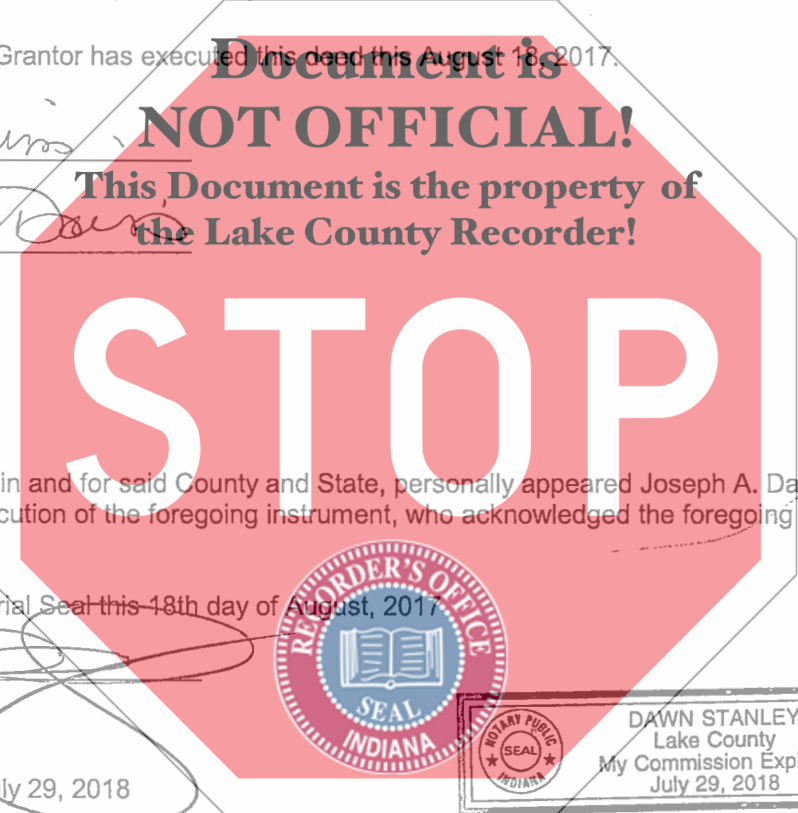 Grantor has executed this deed this August 18, 2017.
Document is
NOT OFFICIAL!
This Document is the property of
the Lake County Recorder!
STOP
in and for said County and State, personally appeared Joseph A. Da
cution of the foregoing instrument, who acknowledged the foregoing
rial Seal this 18th day of August, 2017
RECORDER'S OFFICE
SEAL
INDIANA
NOTARY PUBLIC
SEAL
INDIANA
DAWN STANLEY
Lake County
My Commission Expi
July 29, 2018
ly 29, 2018